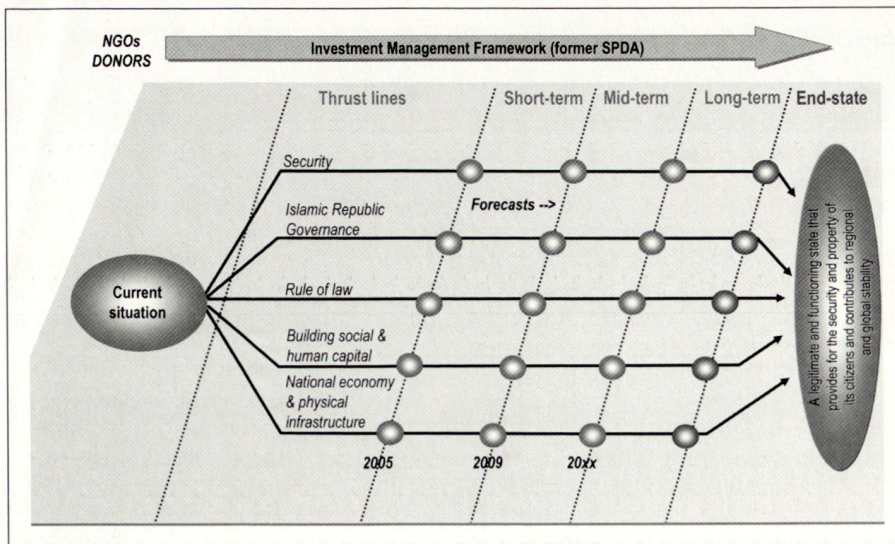 NGOs
DONORS
Investment Management Framework (former SPDA)
Thrust lines
Short-term
Mid-term
Long-term
End-state
Security
Forecasts -->
Islamic Republic
Governance
Current
situation
Rule of law
Building social &
human capital
National economy
& physical
infrastructure
2005
2009
20xx
A legitimate and functioning state that
provides for the security and property of
its citizens and contributes to regional
and global stability